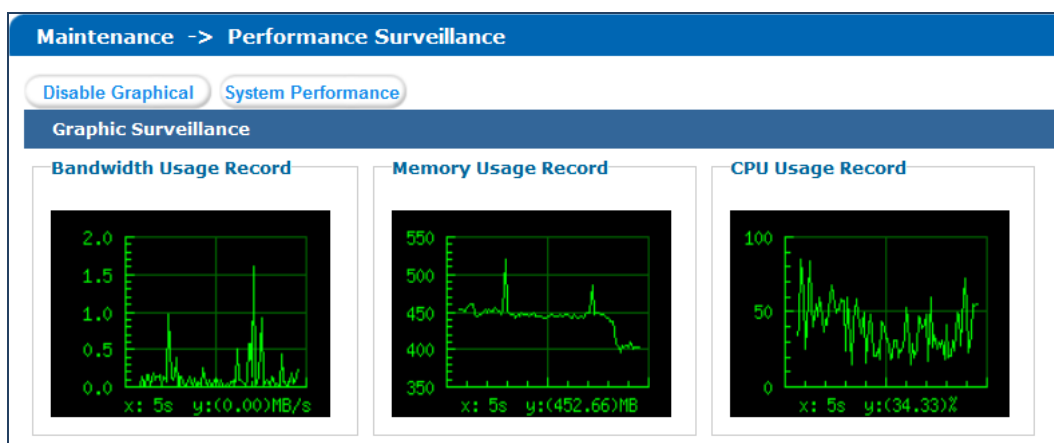 Maintenance -> Performance Surveillance
Disable Graphical
System Performance
Graphic Surveillance
Bandwidth Usage Record
2.0
1.5
1.0
0.5
0.0
x: 5s y:(0.00)MB/s
Memory Usage Record
550
500
450
400
350
x: 5s y:(452.66)MB
CPU Usage Record
100
50
0
x: 5s y:(34.33)%